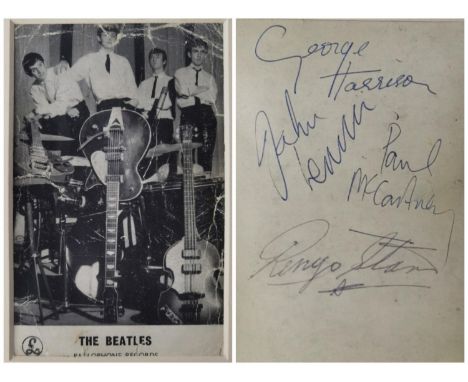 THE BEATLES
PARLOPHONE RECORDS
£
George
Harrison
John
Lennon
Paul
McCartney
Ringo Starr